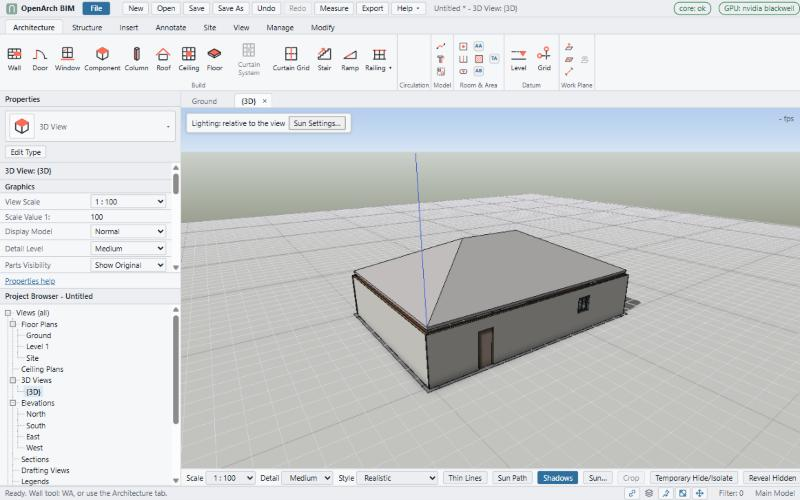 OpenArch BIM
File
New
Open
Save
Save As
Undo
Redo
Measure
Export
Help
Untitled * - 3D View: {3D}
core: ok
GPU: nvidia blackwell
Architecture
Structure
Insert
Annotate
Site
View
Manage
Modify
Wall
Door
Window
Component
Column
Roof
Ceiling
Floor
Curtain System
Curtain Grid
Stair
Ramp
Railing
AA
TA
AB
Level
Grid
Build
Circulation
Model
Room & Area
Datum
Work Plane
Properties
Ground
{3D} ×
3D View
Lighting: relative to the view
Sun Settings...
- fps
Edit Type
3D View: {3D}
Graphics
View Scale
1 : 100
Scale Value 1:
100
Display Model
Normal
Detail Level
Medium
Parts Visibility
Show Original
Properties help
Project Browser - Untitled
Views (all)
Floor Plans
Ground
Level 1
Site
Ceiling Plans
3D Views
{3D}
Elevations
North
South
East
West
Sections
Drafting Views
Legends
Scale
1 : 100
Detail
Medium
Style
Realistic
Thin Lines
Sun Path
Shadows
Sun...
Crop
Temporary Hide/Isolate
Reveal Hidden
Ready. Wall tool: WA, or use the Architecture tab.
Filter: 0
Main Model